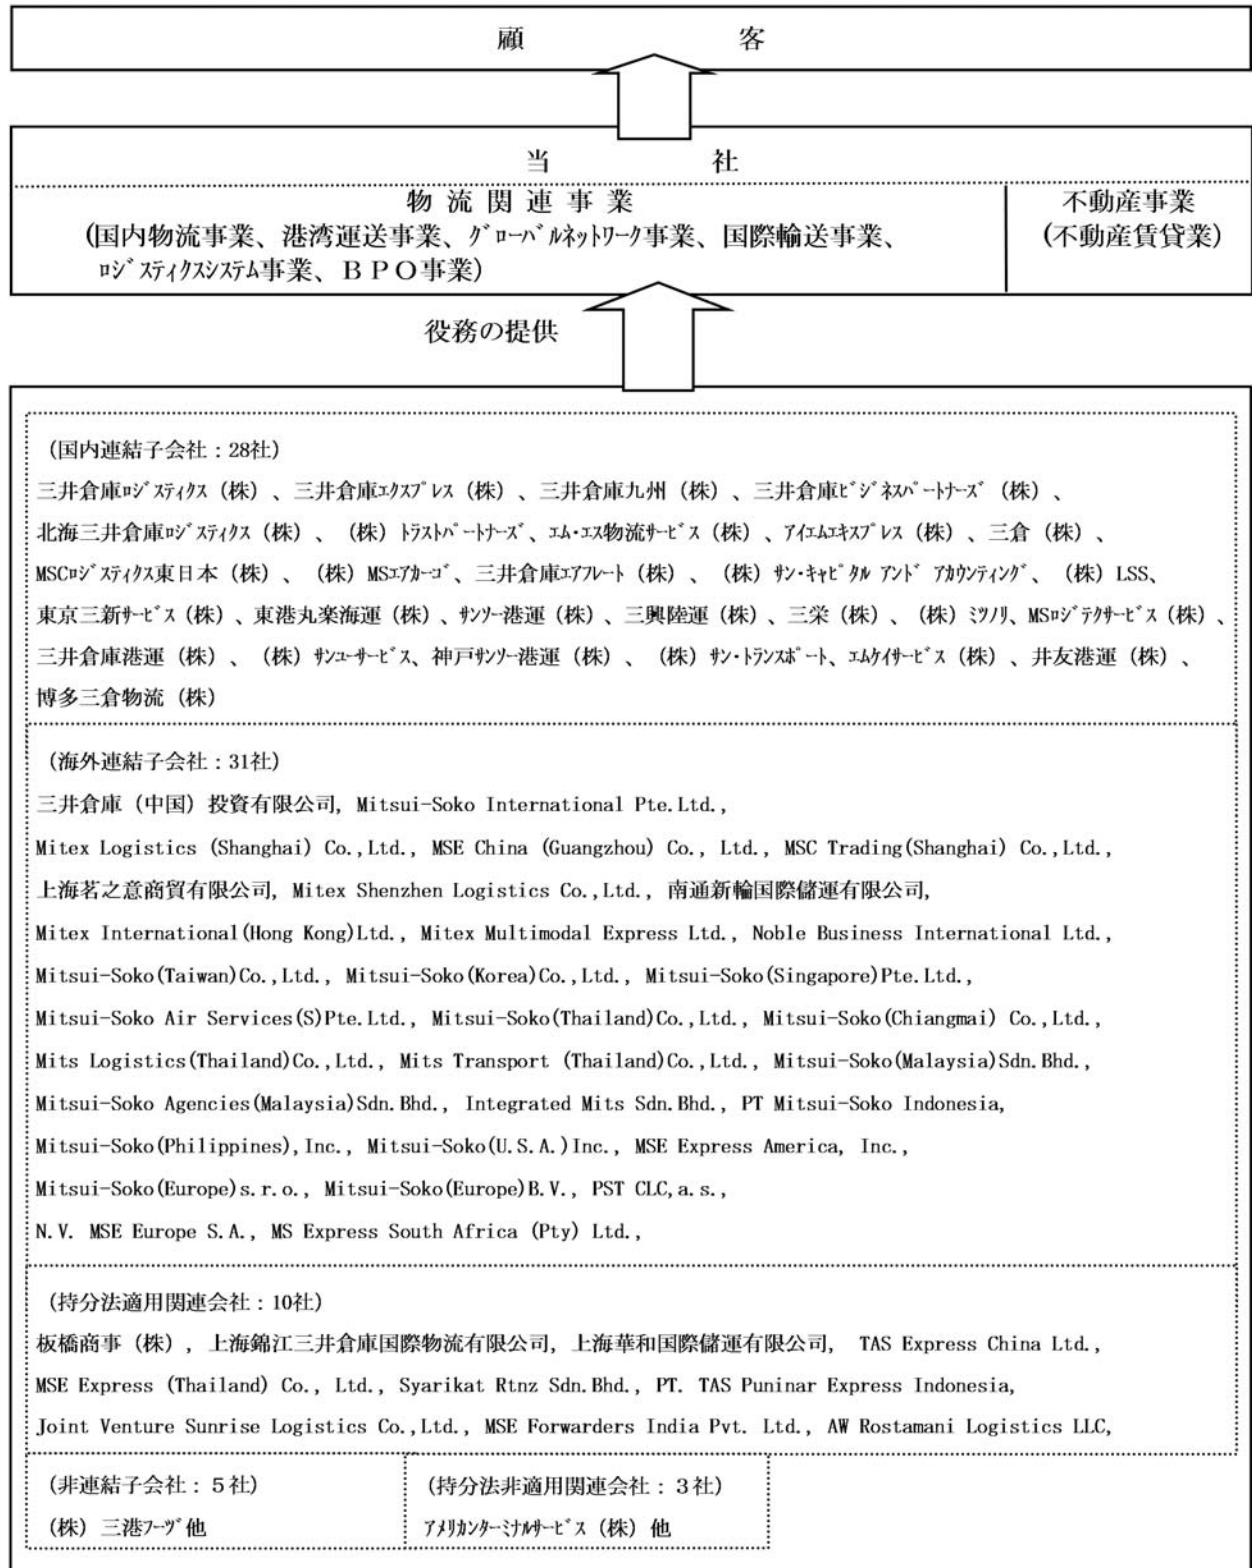 顧　　　　客
当　　　　社
物流関連事業
(国内物流事業、港湾運送事業、ｸﾞﾛｰﾊﾞﾙﾈｯﾄﾜｰｸ事業、国際輸送事業、
ﾛｼﾞｽﾃｨｸｽｼｽﾃﾑ事業、ＢＰＯ事業)
不動産事業
(不動産賃貸業)
役務の提供
(国内連結子会社：28社)
三井倉庫ﾛｼﾞｽﾃｨｸｽ（株）、三井倉庫ｴｸｽﾌﾟﾚｽ（株）、三井倉庫九州（株）、三井倉庫ﾋﾞｼﾞﾈｽﾊﾟｰﾄﾅｰｽﾞ（株）、
北海三井倉庫ﾛｼﾞｽﾃｨｸｽ（株）、（株）ﾄﾗｽﾄﾊﾟｰﾄﾅｰｽﾞ、ｴﾑ･ｴｽ物流ｻｰﾋﾞｽ（株）、ｱｲｴﾑｴｷｽﾌﾟﾚｽ（株）、三倉（株）、
MSCﾛｼﾞｽﾃｨｸｽ東日本（株）、（株）MSｴｱｶｰｺﾞ、三井倉庫ｴｱﾌﾚｰﾄ（株）、（株）ｻﾝ･ｷｬﾋﾟﾀﾙ ｱﾝﾄﾞ ｱｶｳﾝﾃｨﾝｸﾞ、（株）LSS、
東京三新ｻｰﾋﾞｽ（株）、東港丸楽海運（株）、ｻﾝｿｰ港運（株）、三興陸運（株）、三栄（株）、（株）ﾐﾂﾉﾘ、MSﾛｼﾞﾃｸｻｰﾋﾞｽ（株）、
三井倉庫港運（株）、（株）ｻﾝﾕｰｻｰﾋﾞｽ、神戸ｻﾝｿｰ港運（株）、（株）ｻﾝ･ﾄﾗﾝｽﾎﾟｰﾄ、ｴﾑｹｲｻｰﾋﾞｽ（株）、井友港運（株）、
博多三倉物流（株）
(海外連結子会社：31社)
三井倉庫（中国）投資有限公司, Mitsui-Soko International Pte.Ltd.,
Mitex Logistics (Shanghai) Co.,Ltd., MSE China (Guangzhou) Co., Ltd., MSC Trading(Shanghai) Co.,Ltd.,
上海茗之意商貿有限公司, Mitex Shenzhen Logistics Co.,Ltd., 南通新輪国際儲運有限公司,
Mitex International(Hong Kong)Ltd., Mitex Multimodal Express Ltd., Noble Business International Ltd.,
Mitsui-Soko(Taiwan)Co.,Ltd., Mitsui-Soko(Korea)Co.,Ltd., Mitsui-Soko(Singapore)Pte.Ltd.,
Mitsui-Soko Air Services(S)Pte.Ltd., Mitsui-Soko(Thailand)Co.,Ltd., Mitsui-Soko(Chiangmai) Co.,Ltd.,
Mits Logistics(Thailand)Co.,Ltd., Mits Transport (Thailand)Co.,Ltd., Mitsui-Soko(Malaysia)Sdn.Bhd.,
Mitsui-Soko Agencies(Malaysia)Sdn.Bhd., Integrated Mits Sdn.Bhd., PT Mitsui-Soko Indonesia,
Mitsui-Soko(Philippines),Inc., Mitsui-Soko(U.S.A.)Inc., MSE Express America, Inc.,
Mitsui-Soko(Europe)s.r.o., Mitsui-Soko(Europe)B.V., PST CLC,a.s.,
N.V. MSE Europe S.A., MS Express South Africa (Pty) Ltd.,
(持分法適用関連会社：10社)
板橋商事（株）, 上海錦江三井倉庫国際物流有限公司, 上海華和国際儲運有限公司, TAS Express China Ltd.,
MSE Express (Thailand) Co., Ltd., Syarikat Rtnz Sdn.Bhd., PT. TAS Puninar Express Indonesia,
Joint Venture Sunrise Logistics Co.,Ltd., MSE Forwarders India Pvt. Ltd., AW Rostamani Logistics LLC,
(非連結子会社：５社)
（株）三港ﾌｰﾂﾞ他
(持分法非適用関連会社：３社)
ｱﾒﾘｶﾝﾀｰﾐﾅﾙｻｰﾋﾞｽ（株）他